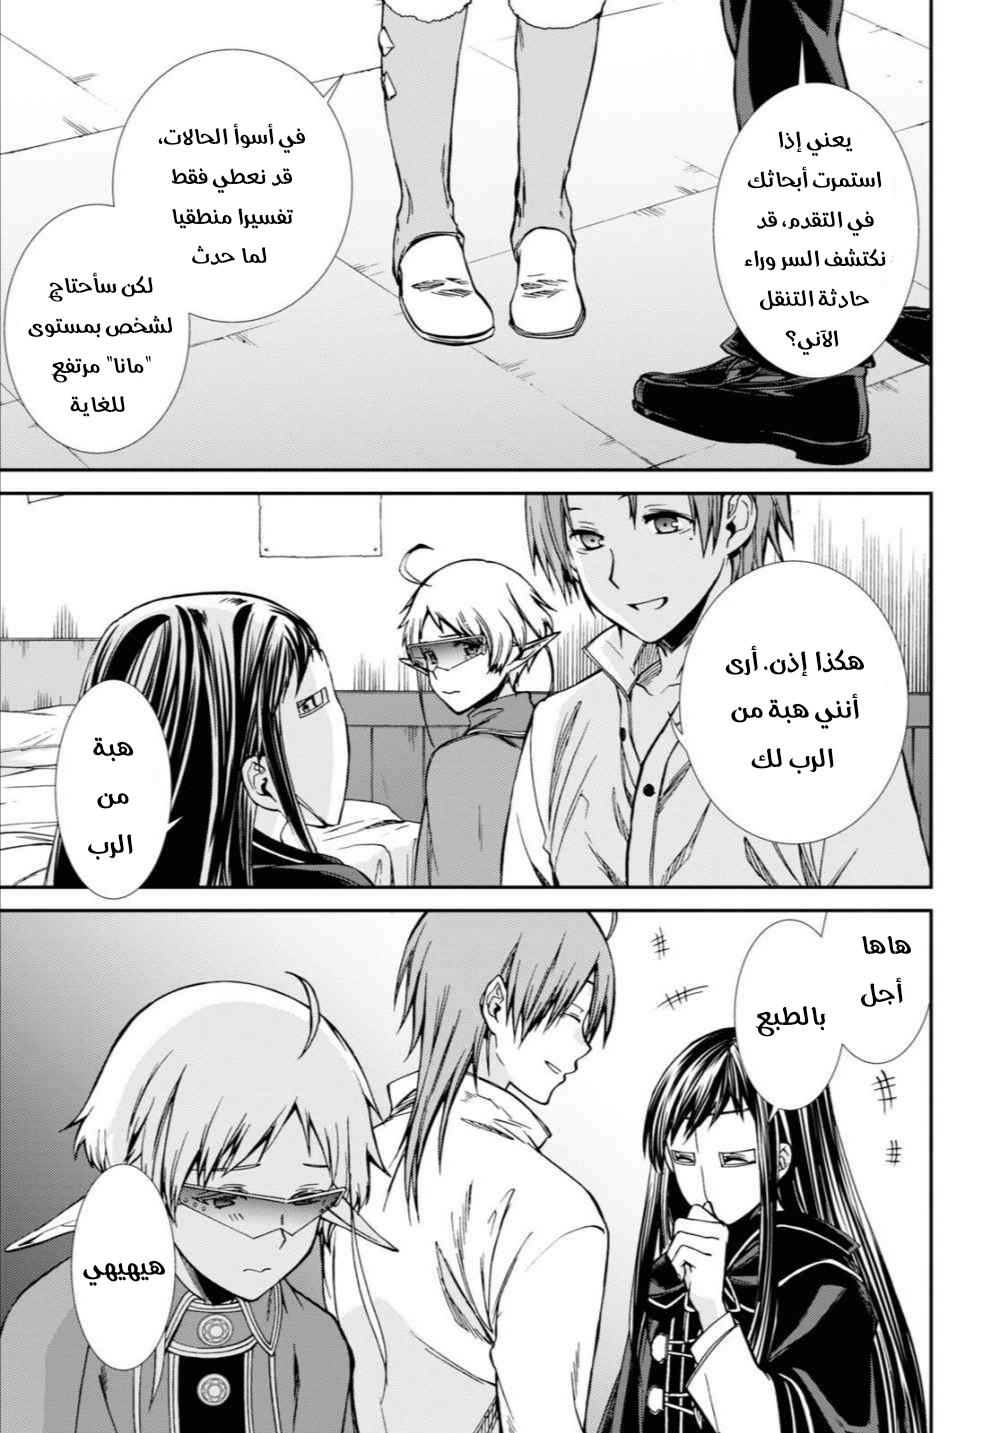 يعني إذا
استمرت أبحاثك
في التقدم، قد
نكتشف السر وراء
حادثة التنقل
الآني؟
في أسوأ الحالات،
قد نعطي فقط
تفسيرا منطقيا
لما حدث
لكن سأحتاج
لشخص بمستوى
"مانا" مرتفع
للغاية
هكذا إذن. أرى
أنني هبة من
الرب لك
هبة
من
الرب
هاها
أجل
بالطبع
هيهيهي